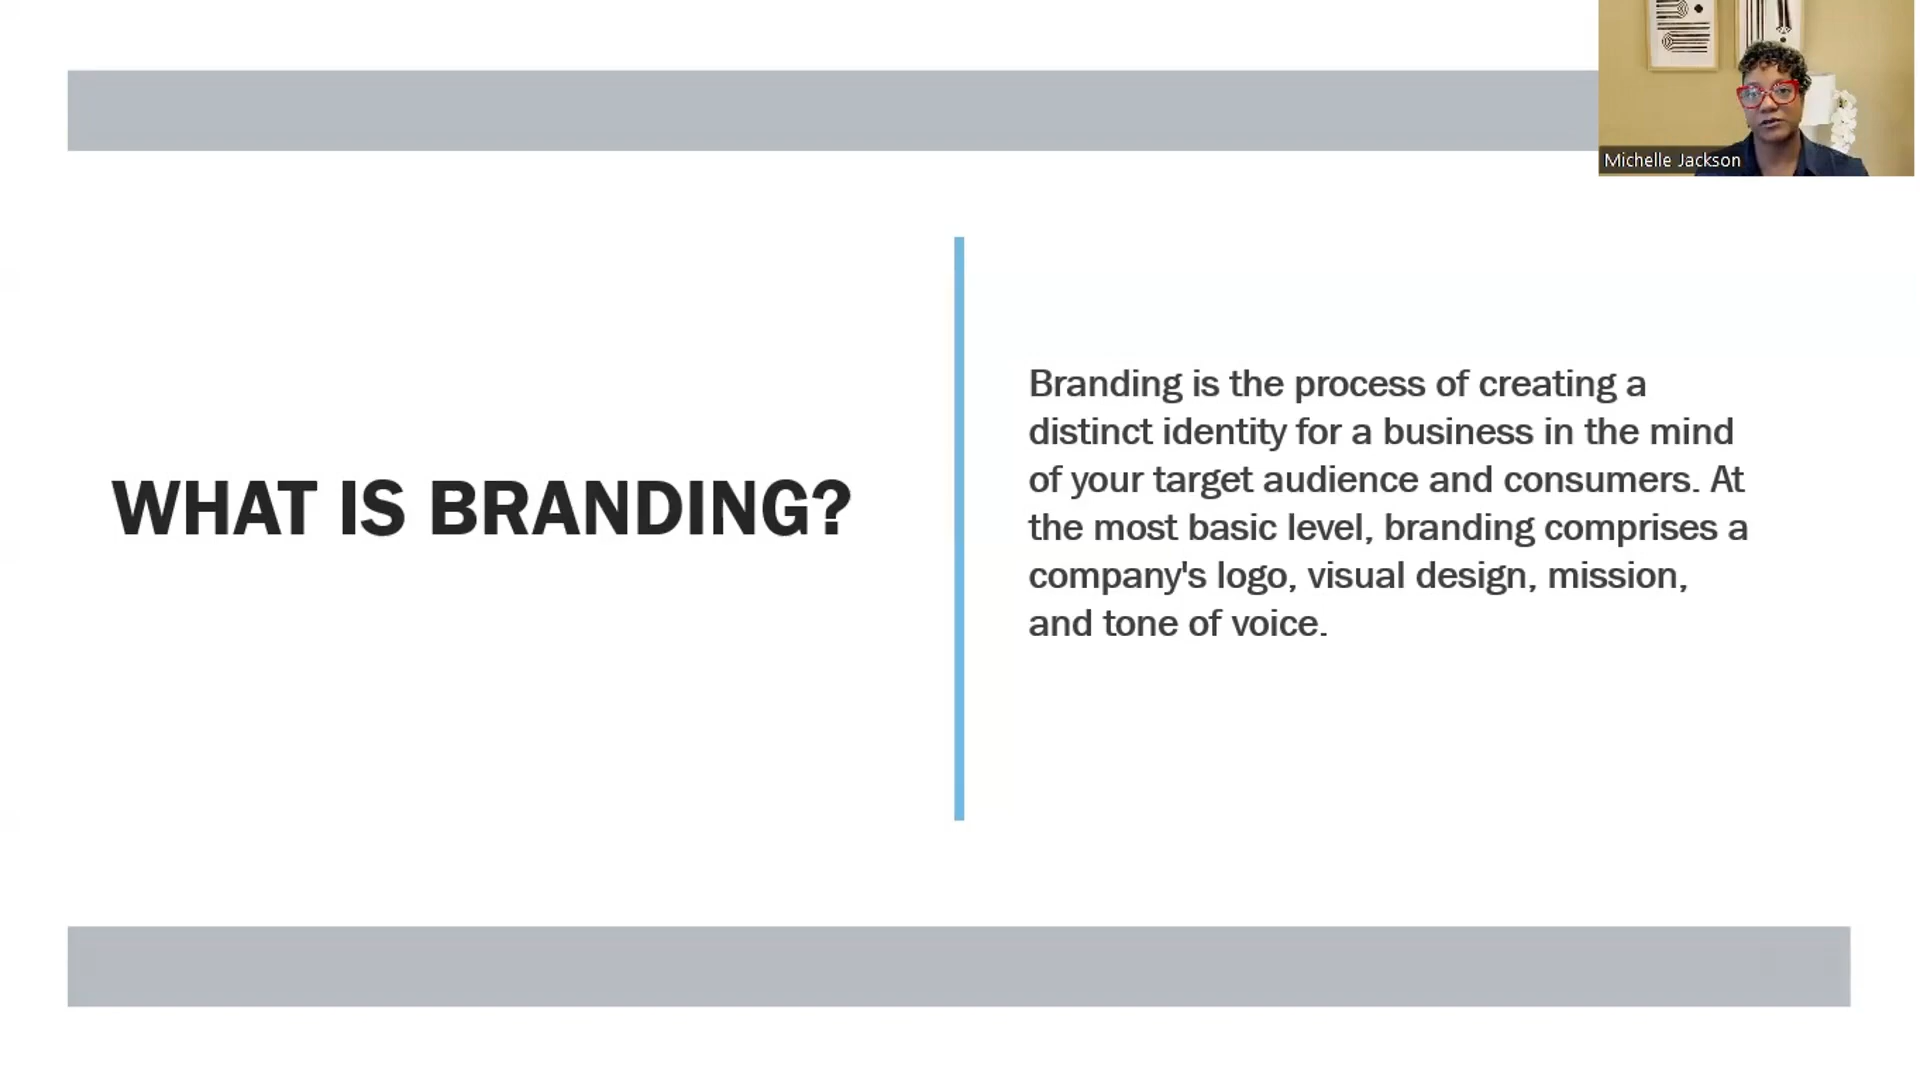 Michelle Jackson
WHAT IS BRANDING?
Branding is the process of creating a
distinct identity for a business in the mind
of your target audience and consumers. At
the most basic level, branding comprises a
company's logo, visual design, mission,
and tone of voice.